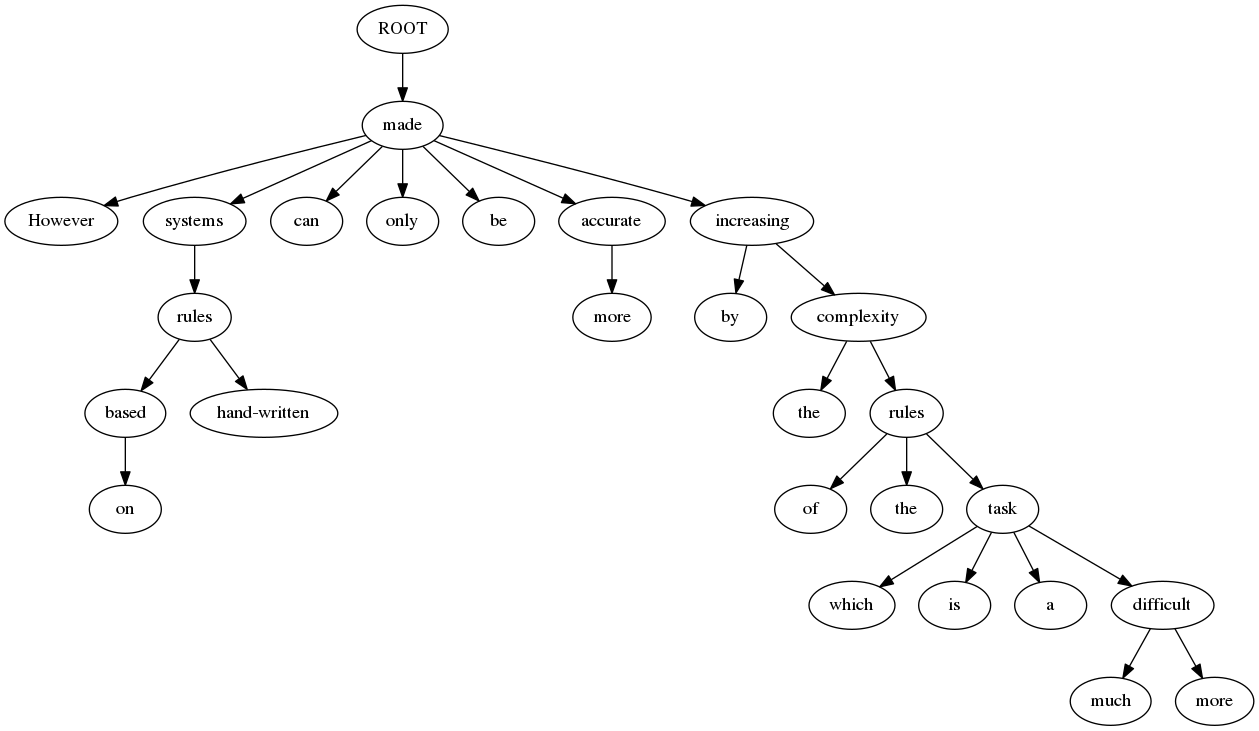 ROOT
made
However systems can only be accurate increasing
rules more by complexity
based hand-written the rules
on of the task
which is a difficult
much more